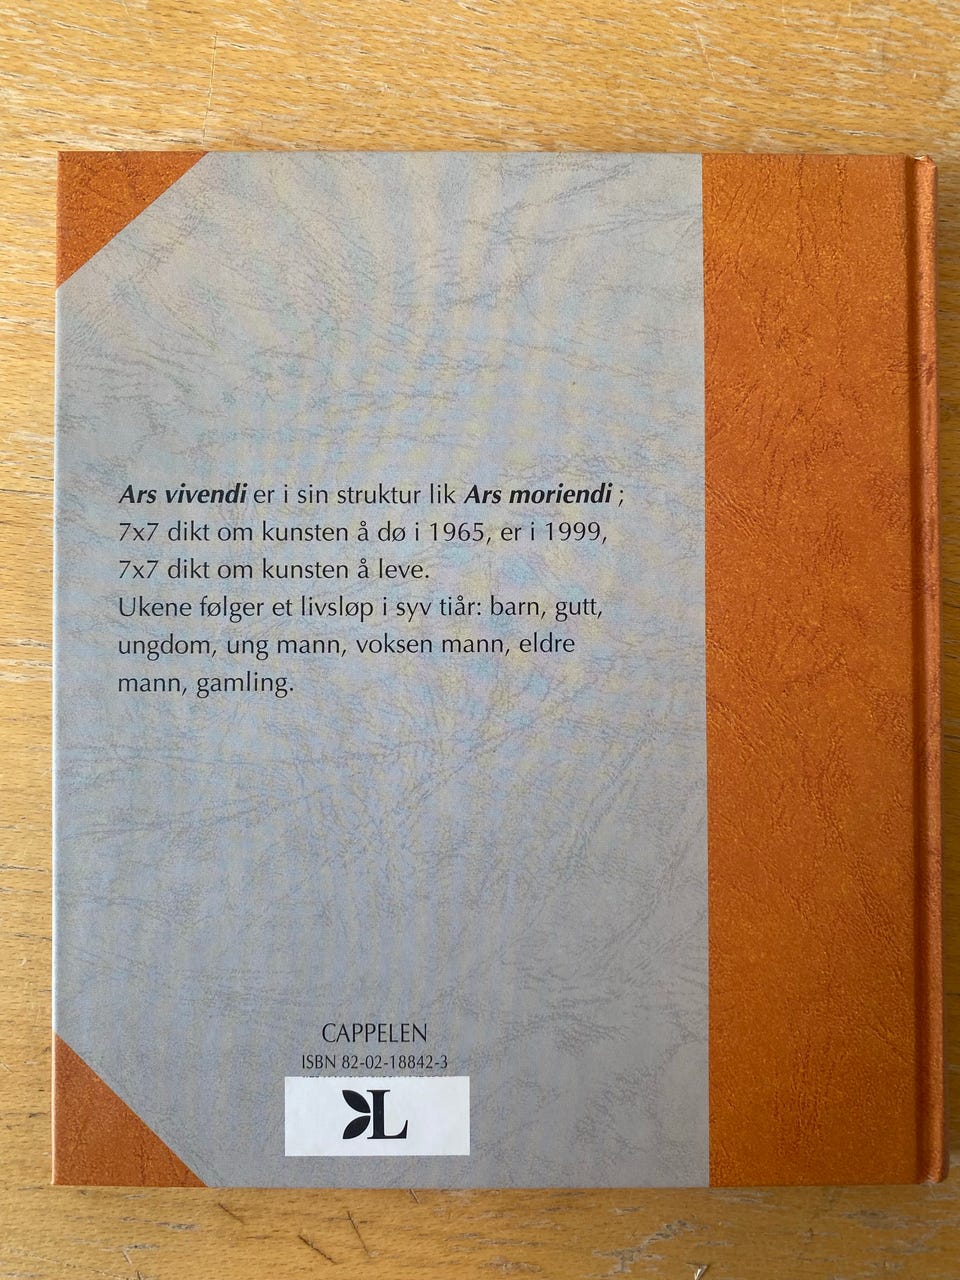 Ars vivendi er i sin struktur lik Ars moriendi ;
7x7 dikt om kunsten å dø i 1965, er i 1999,
7x7 dikt om kunsten å leve.
Ukene følger et livsløp i syv tiår: barn, gutt,
ungdom, ung mann, voksen mann, eldre
mann, gamling.
CAPPELEN
ISBN 82-02-18842-3
L